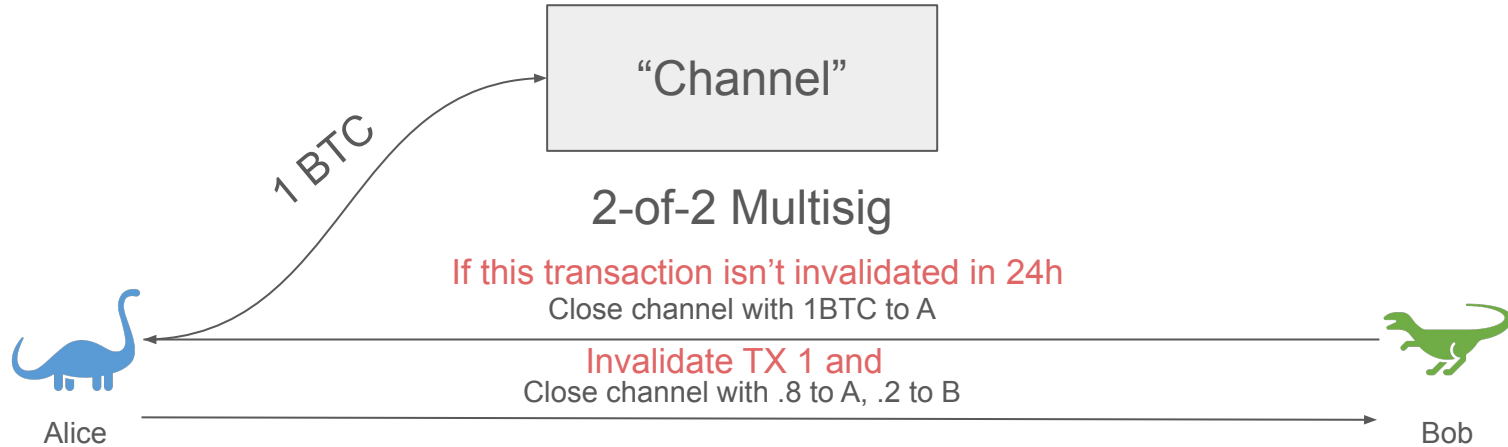 “Channel”
1 BTC
2-of-2 Multisig
If this transaction isn’t invalidated in 24h
Close channel with 1BTC to A
Invalidate TX 1 and
Close channel with .8 to A, .2 to B
Alice
Bob